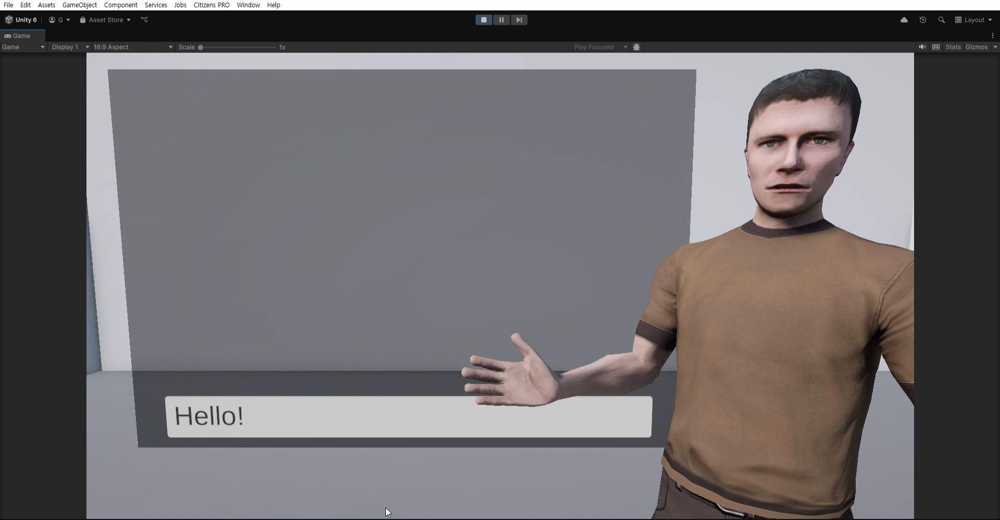 File Edit Assets GameObject Component Services Jobs Citizens PRO Window Help
Unity 6 G Asset Store Layout
Game
Game Display 1 16:9 Aspect Scale 1x Play Focused Stats Gizmos
Hello!